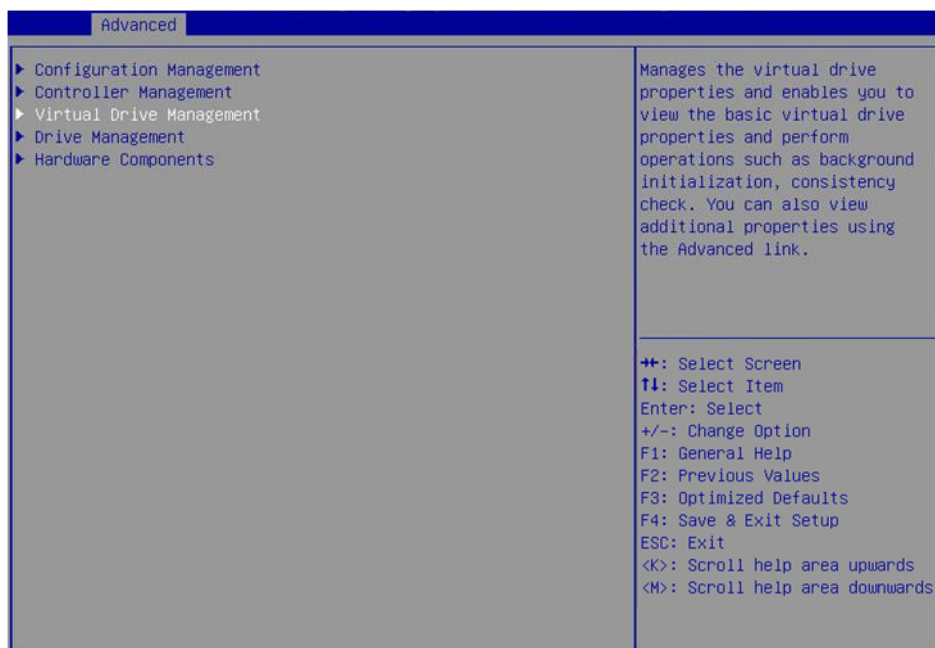 Advanced
Configuration Management
Controller Management
Virtual Drive Management
Drive Management
Hardware Components
Manages the virtual drive
properties and enables you to
view the basic virtual drive
properties and perform
operations such as background
initialization, consistency
check. You can also view
additional properties using
the Advanced link.
→←: Select Screen
↑↓: Select Item
Enter: Select
+/-: Change Option
F1: General Help
F2: Previous Values
F3: Optimized Defaults
F4: Save & Exit Setup
ESC: Exit
<K>: Scroll help area upwards
<M>: Scroll help area downwards